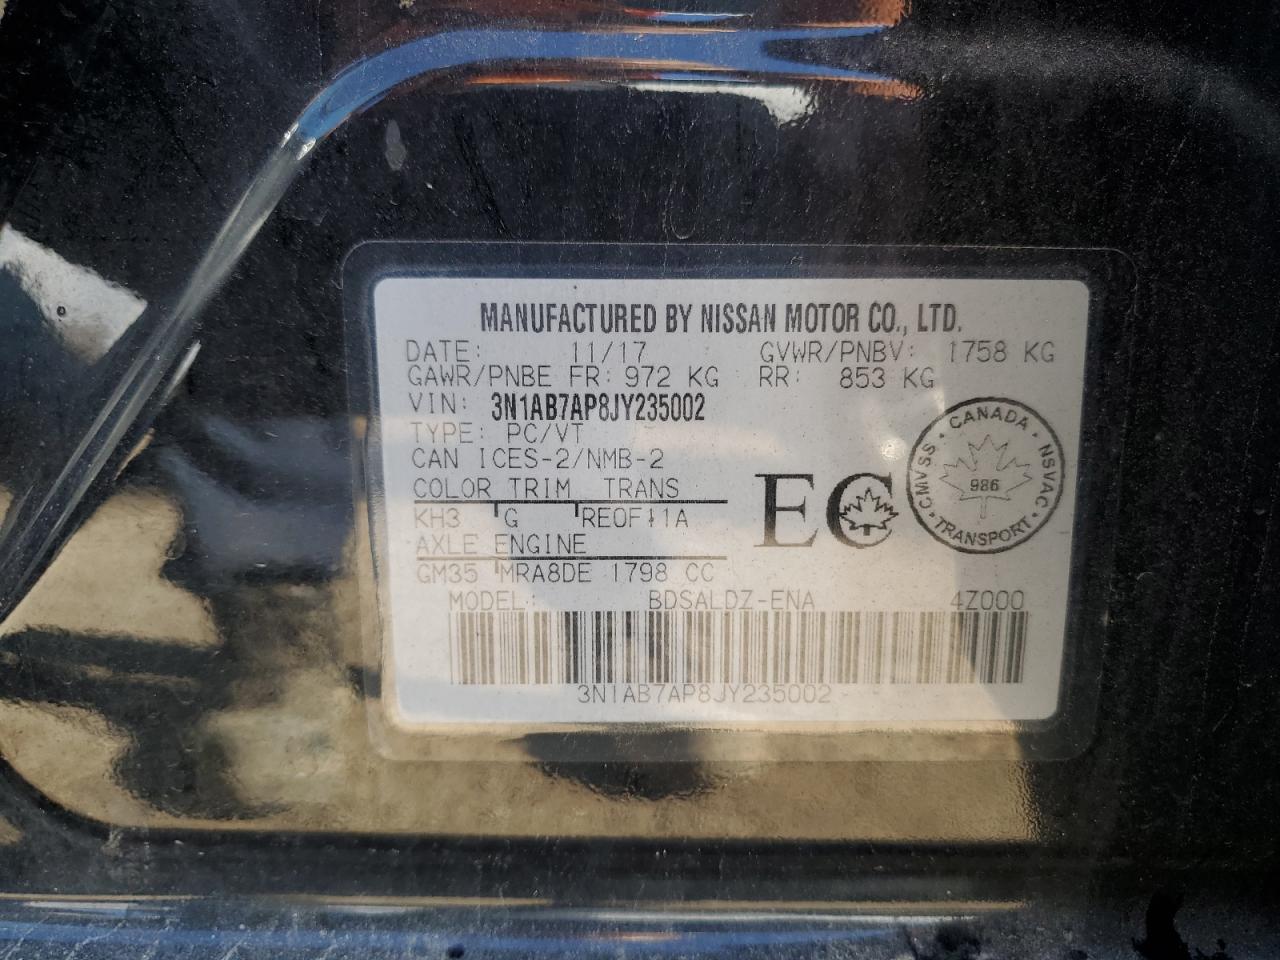 MANUFACTURED BY NISSAN MOTOR CO., LTD.
DATE: 11/17 GVWR/PNBV: 1758 KG
GAWR/PNBE FR: 972 KG RR: 853 KG
VIN: 3N1AB7AP8JY235002
TYPE: PC/VT
CAN ICES-2/NMB-2
COLOR TRIM TRANS
KH3 G RE0F11A
AXLE ENGINE
GM35 MRA8DE 1798 CC
EC
CANADA
CMVSS · NSVAC
986
TRANSPORT
MODEL: BDSALDZ-ENA 4Z000
3N1AB7AP8JY235002